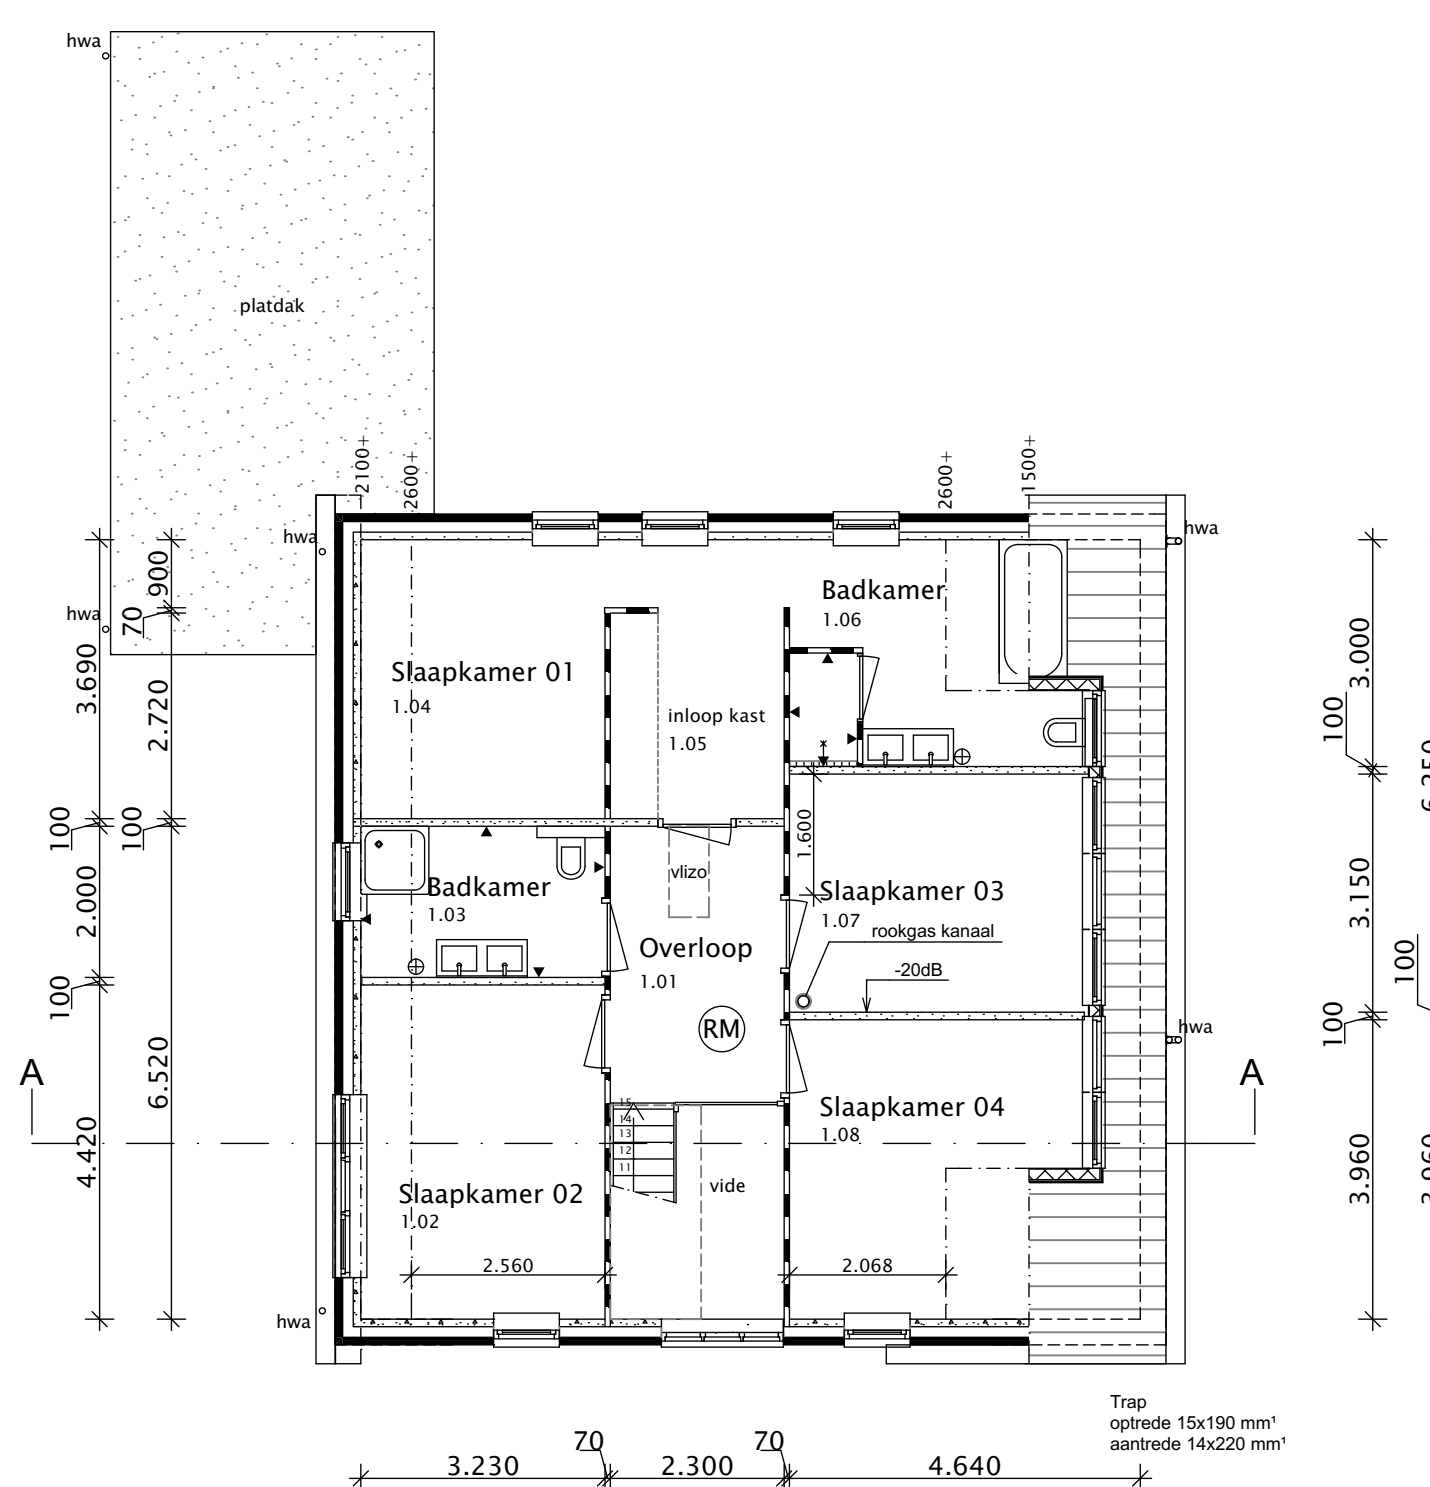 hwa
platdak
2100+
2600+
2600+
1500+
hwa
hwa
hwa
900
70
3.690
2.720
100
100
2.000
100
6.520
4.420
Badkamer
1.06
Slaapkamer 01
1.04
inloop kast
1.05
3.000
100
1.600
vlizo
Badkamer
1.03
Slaapkamer 03
1.07
rookgas kanaal
-20dB
Overloop
1.01
RM
3.150
100
100
hwa
A
A
Slaapkamer 04
1.08
15
14
13
12
11
vide
Slaapkamer 02
1.02
3.960
2.560
2.068
hwa
Trap
optrede 15x190 mm¹
aantrede 14x220 mm¹
70
70
3.230
2.300
4.640